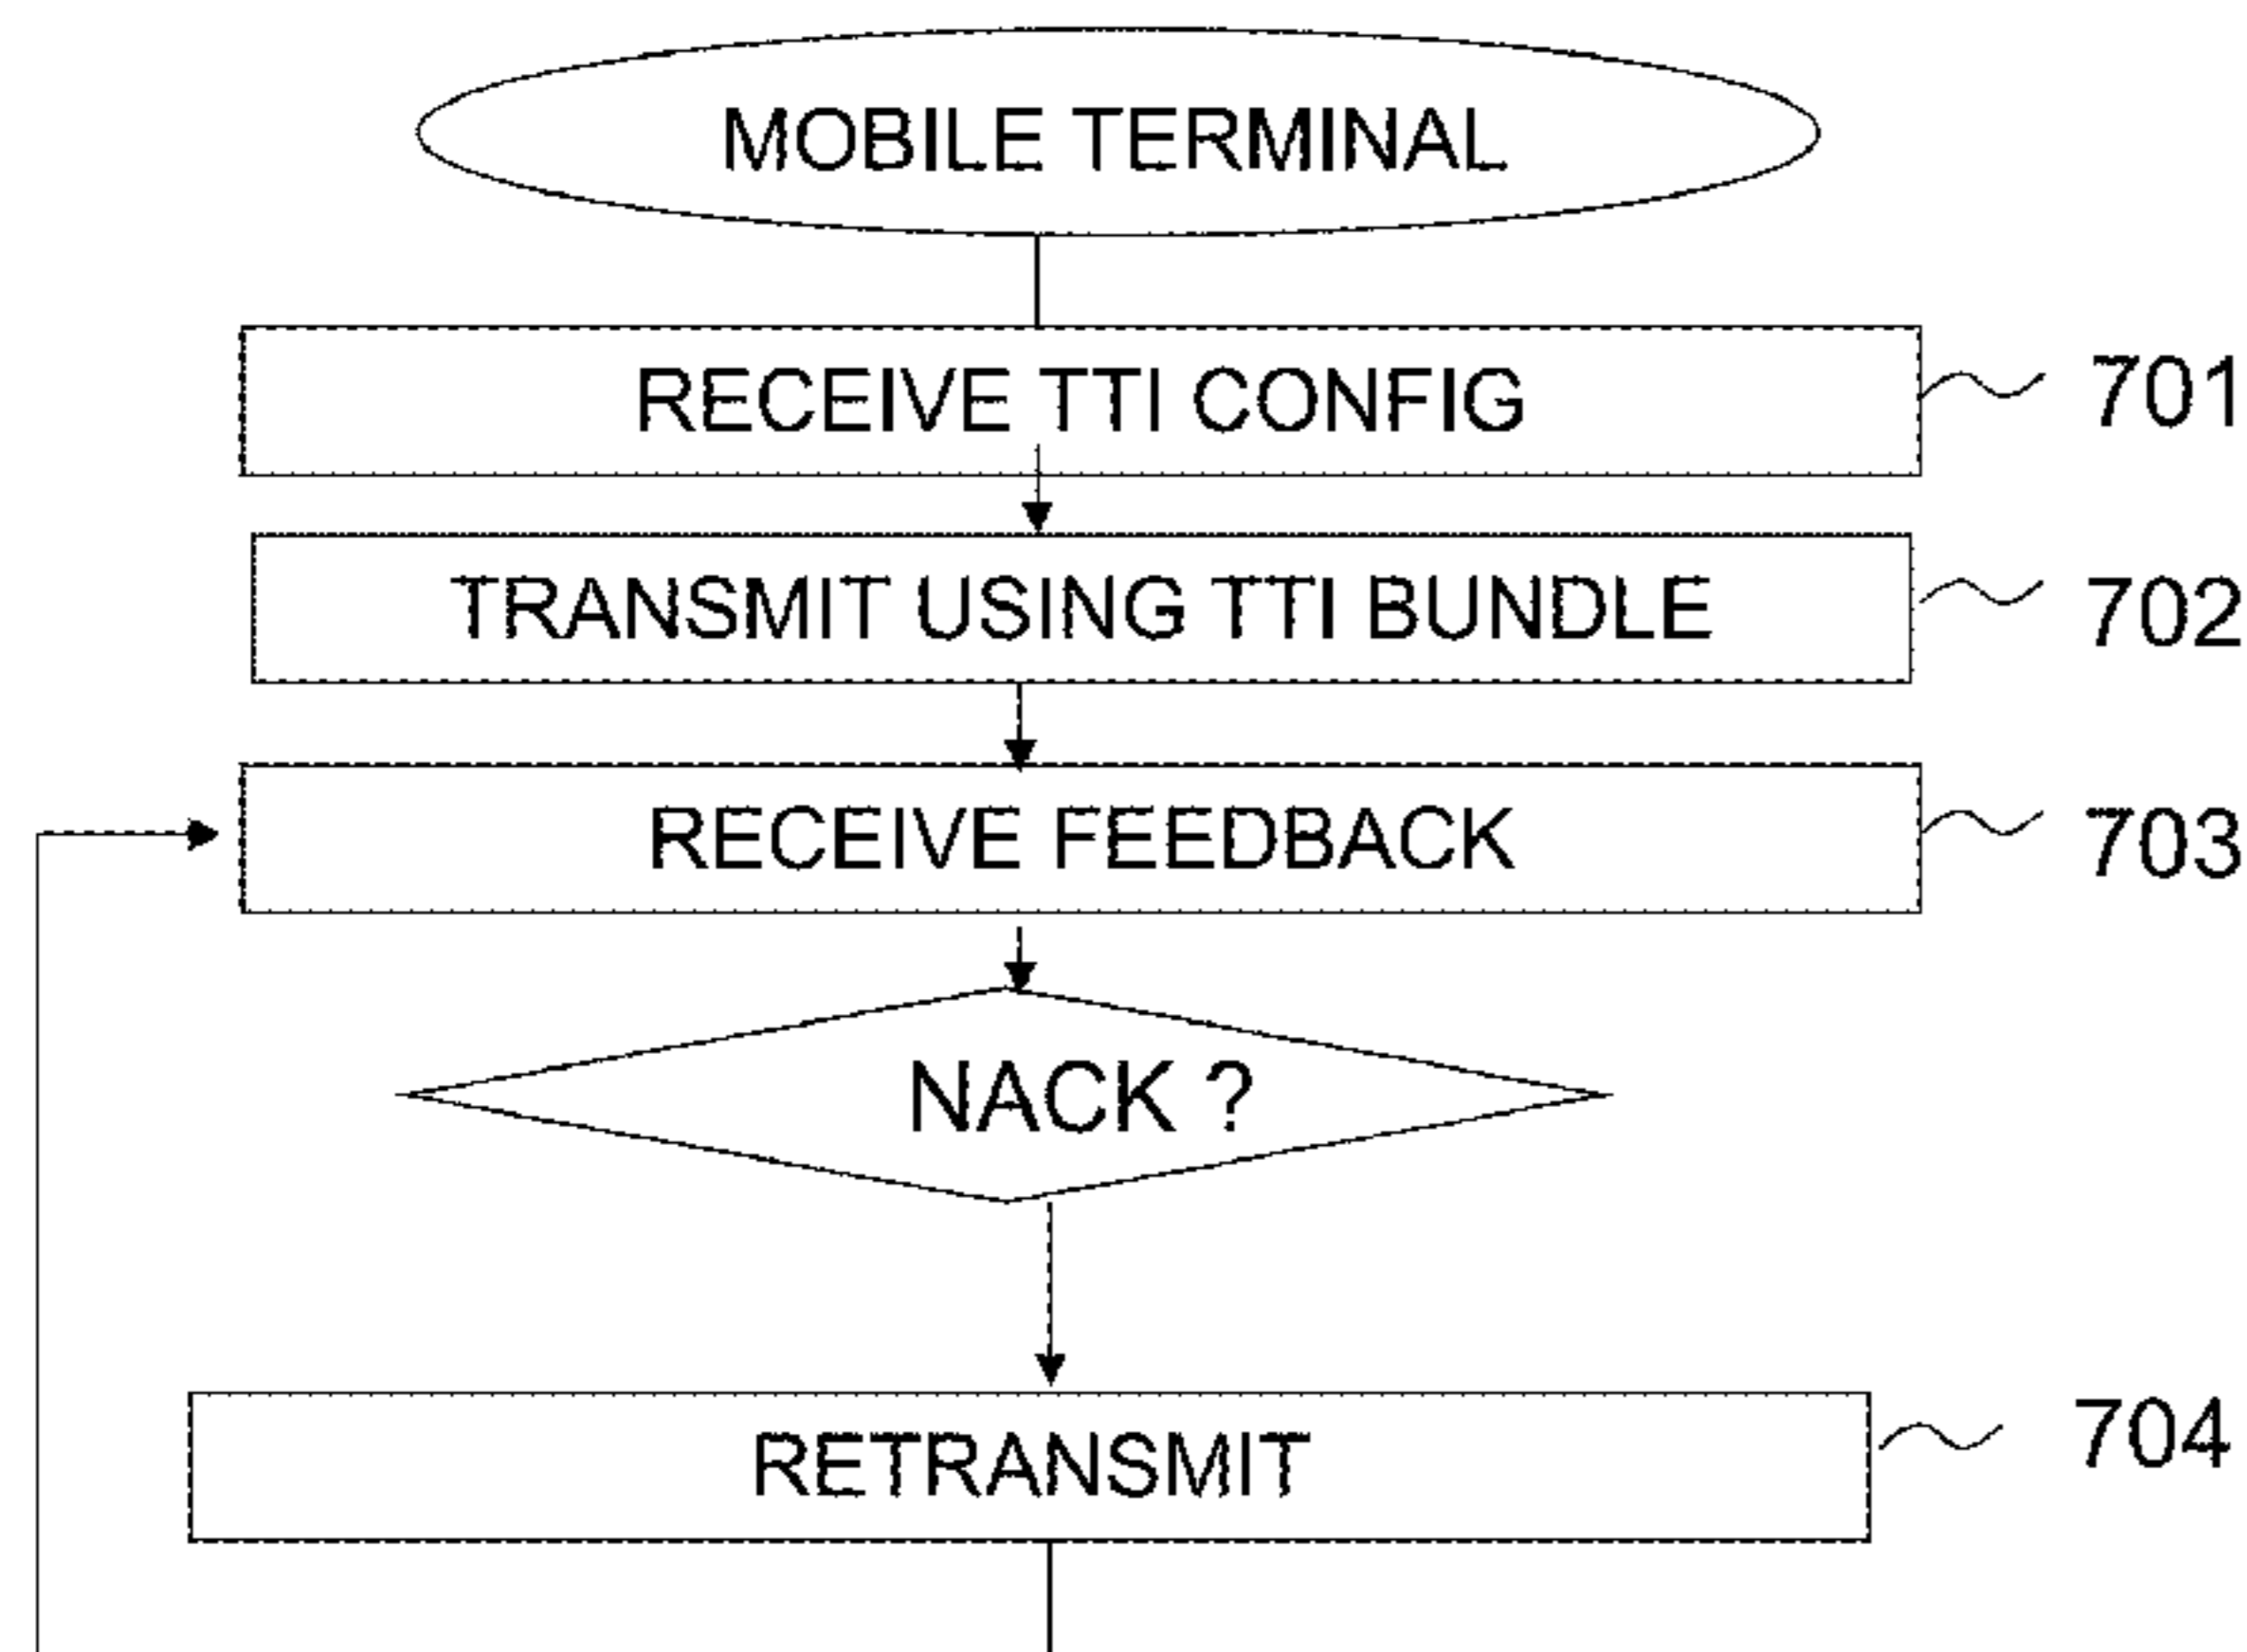 MOBILE TERMINAL
RECEIVE TTI CONFIG 701
TRANSMIT USING TTI BUNDLE 702
RECEIVE FEEDBACK 703
NACK ?
RETRANSMIT 704